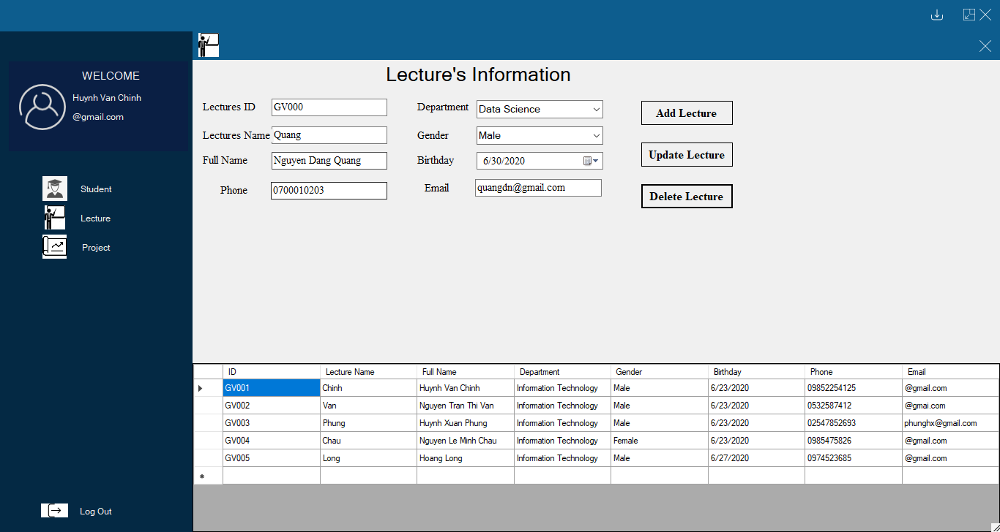 WELCOME
Huynh Van Chinh
@gmail.com
Student
Lecture
Project
Log Out
Lecture's Information
Lectures ID GV000 Department Data Science Add Lecture
Lectures Name Quang Gender Male Update Lecture
Full Name Nguyen Dang Quang Birthday 6/30/2020
Phone 0700010203 Email quangdn@gmail.com Delete Lecture
ID Lecture Name Full Name Department Gender Birthday Phone Email
GV001 Chinh Huynh Van Chinh Information Technology Male 6/23/2020 09852254125 @gmail.com
GV002 Van Nguyen Tran Thi Van Information Technology Male 6/23/2020 0532587412 @gmai.com
GV003 Phung Huynh Xuan Phung Information Technology Male 6/23/2020 02547852693 phunghx@gmail.com
GV004 Chau Nguyen Le Minh Chau Information Technology Female 6/23/2020 0985475826 @gmail.com
GV005 Long Hoang Long Information Technology Male 6/27/2020 0974523685 @gmail.com